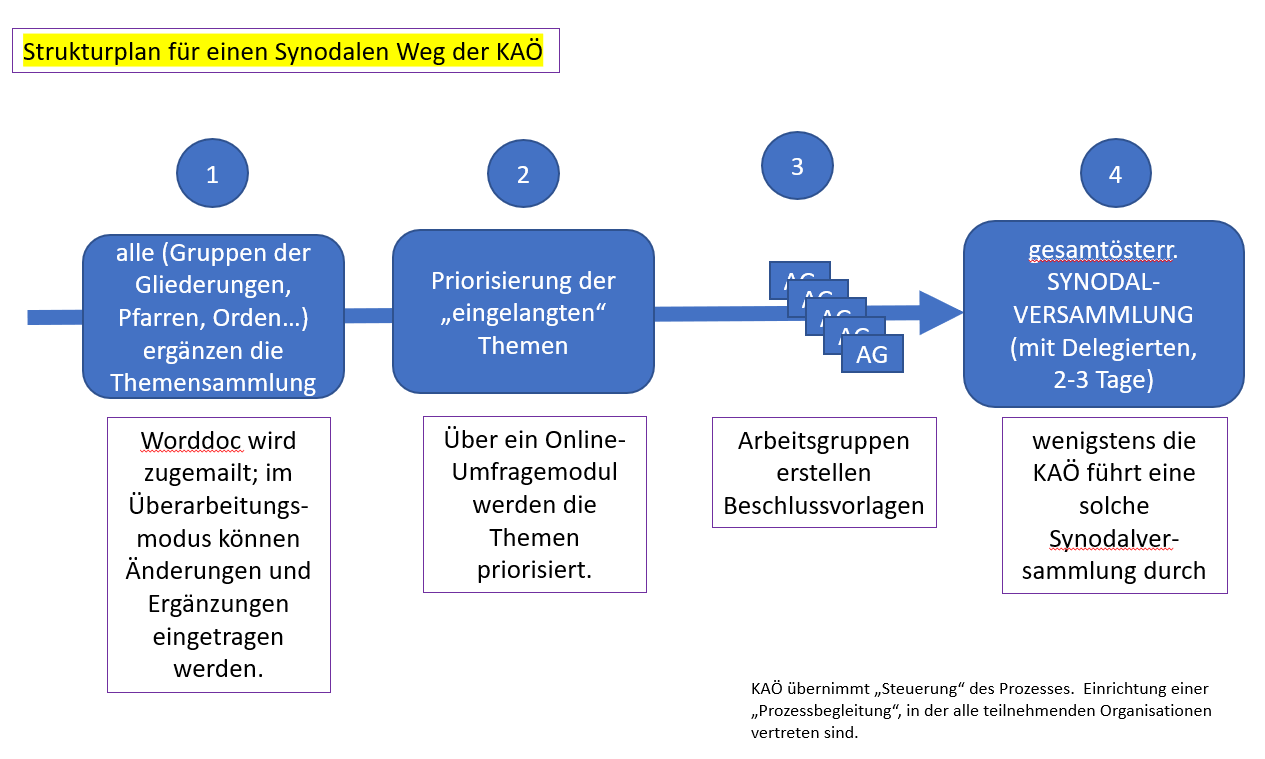 Strukturplan für einen Synodalen Weg der KAÖ
1
2
3
4
alle (Gruppen der
Gliederungen,
Pfarren, Orden…)
ergänzen die
Themensammlung
Priorisierung der
„eingelangten“
Themen
AG
AG
AG
AG
AG
gesamtösterr.
SYNODAL-
VERSAMMLUNG
(mit Delegierten,
2-3 Tage)
Worddoc wird
zugemailt; im
Überarbeitungs-
modus können
Änderungen und
Ergänzungen
eingetragen
werden.
Über ein Online-
Umfragemodul
werden die
Themen
priorisiert.
Arbeitsgruppen
erstellen
Beschlussvorlagen
wenigstens die
KAÖ führt eine
solche
Synodalver-
sammlung durch
KAÖ übernimmt „Steuerung“ des Prozesses.  Einrichtung einer
„Prozessbegleitung“, in der alle teilnehmenden Organisationen
vertreten sind.